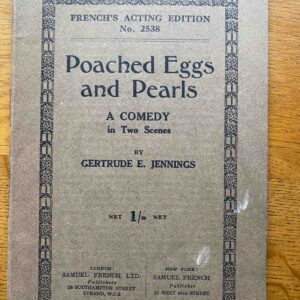 FRENCH'S ACTING EDITION
No. 2538
Poached Eggs
and Pearls
A COMEDY
in Two Scenes
BY
GERTRUDE E. JENNINGS
NET 1/- NET
LONDON:
SAMUEL FRENCH, LTD.
Publishers
26 SOUTHAMPTON STREET
STRAND, W.C.2
NEW YORK:
SAMUEL FRENCH
Publisher
25 WEST 45TH STREET